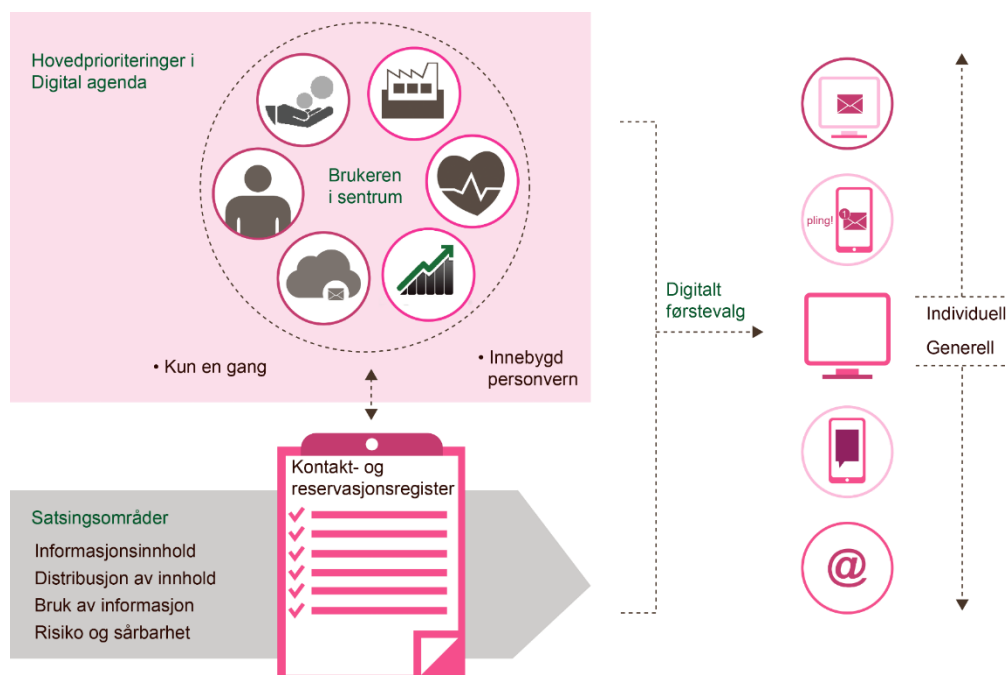 Hovedprioriteringer i
Digital agenda
Brukeren
i sentrum
• Kun en gang
• Innebygd
personvern
Kontakt- og
reservasjonsregister
Satsingsområder
Informasjonsinnhold
Distribusjon av innhold
Bruk av informasjon
Risiko og sårbarhet
Digitalt
førstevalg
pling!
1
Individuell
Generell
@